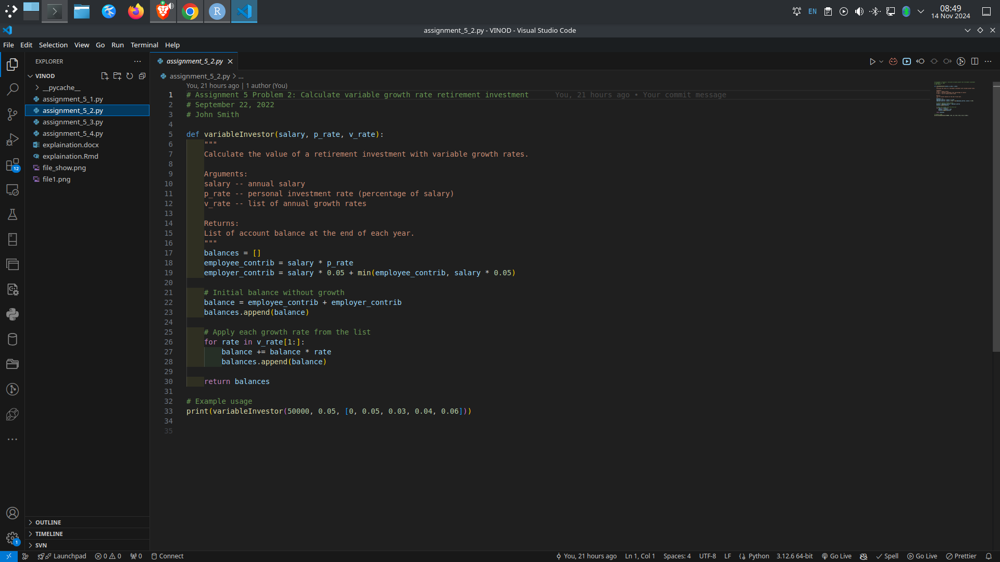 EN
08:49
14 Nov 2024
assignment_5_2.py - VINOD - Visual Studio Code
File Edit Selection View Go Run Terminal Help
EXPLORER
VINOD
__pycache__
assignment_5_1.py
assignment_5_2.py
assignment_5_3.py
assignment_5_4.py
explaination.docx
explaination.Rmd
file_show.png
file1.png
12
OUTLINE
TIMELINE
SVN
1
assignment_5_2.py
assignment_5_2.py > ...
You, 21 hours ago | 1 author (You)
1 # Assignment 5 Problem 2: Calculate variable growth rate retirement investment You, 21 hours ago • Your commit message
2 # September 22, 2022
3 # John Smith
4
5 def variableInvestor(salary, p_rate, v_rate):
6 """
7 Calculate the value of a retirement investment with variable growth rates.
8
9 Arguments:
10 salary -- annual salary
11 p_rate -- personal investment rate (percentage of salary)
12 v_rate -- list of annual growth rates
13
14 Returns:
15 List of account balance at the end of each year.
16 """
17 balances = []
18 employee_contrib = salary * p_rate
19 employer_contrib = salary * 0.05 + min(employee_contrib, salary * 0.05)
20
21 # Initial balance without growth
22 balance = employee_contrib + employer_contrib
23 balances.append(balance)
24
25 # Apply each growth rate from the list
26 for rate in v_rate[1:]:
27 balance += balance * rate
28 balances.append(balance)
29
30 return balances
31
32 # Example usage
33 print(variableInvestor(50000, 0.05, [0, 0.05, 0.03, 0.04, 0.06]))
34
35
Launchpad 0 0 0 Connect You, 21 hours ago Ln 1, Col 1 Spaces: 4 UTF-8 LF Python 3.12.6 64-bit Go Live Spell Go Live Prettier